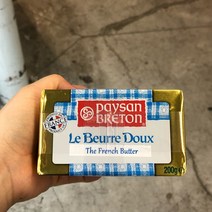 paysan
BRETON
Le Beurre Doux
The French Butter
200g